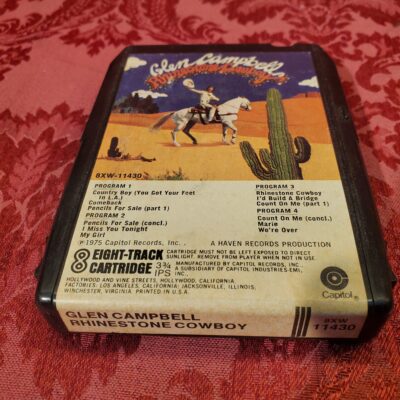 Glen Campbell
Rhinestone Cowboy
8XW-11430
PROGRAM 1
Country Boy (You Got Your Feet
in L.A.)
Comeback
Pencils For Sale (part 1)
PROGRAM 2
Pencils For Sale (concl.)
I Miss You Tonight
My Girl
PROGRAM 3
Rhinestone Cowboy
I'd Build A Bridge
Count On Me (part 1)
PROGRAM 4
Count On Me (concl.)
Marie
We're Over
℗1975 Capitol Records, Inc.
A HAVEN RECORDS PRODUCTION
8 EIGHT-TRACK
CARTRIDGE 3¾ IPS
CARTRIDGE MUST NOT BE LEFT EXPOSED TO DIRECT
SUNLIGHT. REMOVE FROM PLAYER WHEN NOT IN USE.
MANUFACTURED BY CAPITOL RECORDS, INC.
A SUBSIDIARY OF CAPITOL INDUSTRIES-EMI, INC.
HOLLYWOOD AND VINE STREETS, HOLLYWOOD, CALIFORNIA.
FACTORIES: LOS ANGELES, CALIFORNIA; JACKSONVILLE, ILLINOIS;
WINCHESTER, VIRGINIA. PRINTED IN U.S.A.
Capitol
GLEN CAMPBELL
RHINESTONE COWBOY
8XW
11430